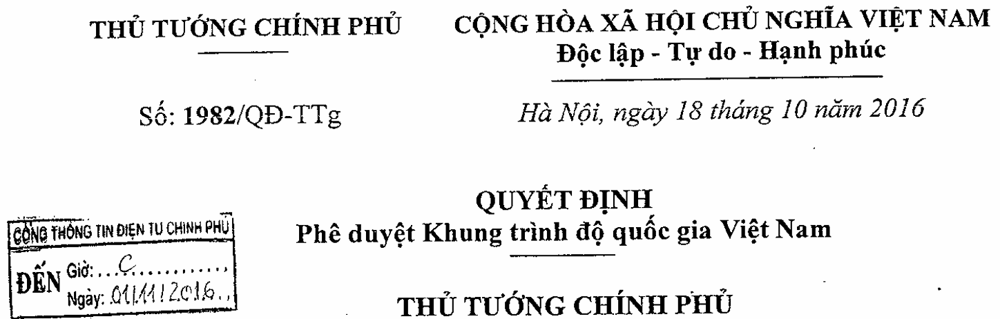 THỦ TƯỚNG CHÍNH PHỦ
CỘNG HÒA XÃ HỘI CHỦ NGHĨA VIỆT NAM
Độc lập - Tự do - Hạnh phúc
Số: 1982/QĐ-TTg
Hà Nội, ngày 18 tháng 10 năm 2016
QUYẾT ĐỊNH
Phê duyệt Khung trình độ quốc gia Việt Nam
CỔNG THÔNG TIN ĐIỆN TỬ CHÍNH PHỦ
ĐẾN
Giờ: ...C............
Ngày: 01/11/2016..
THỦ TƯỚNG CHÍNH PHỦ